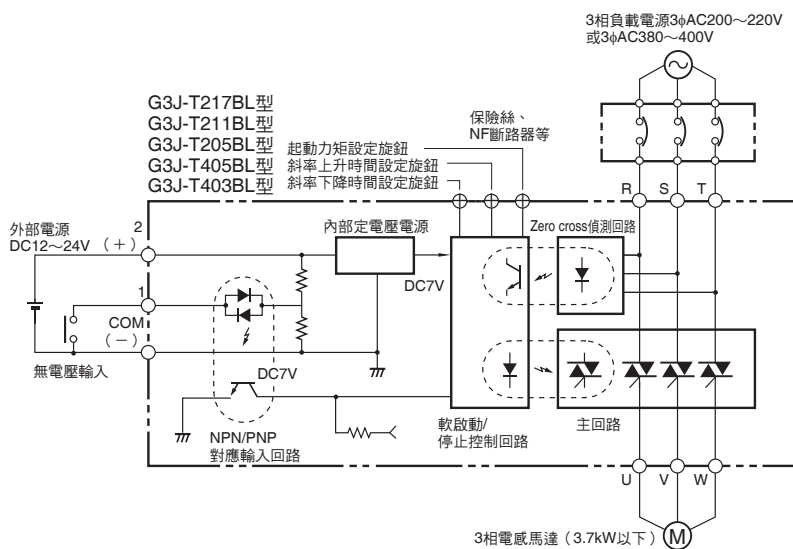 3相負載電源3φAC200～220V
或3φAC380～400V
G3J-T217BL型
G3J-T211BL型
G3J-T205BL型
G3J-T405BL型
G3J-T403BL型
起動力矩設定旋鈕
斜率上升時間設定旋鈕
斜率下降時間設定旋鈕
保險絲、
NF斷路器等
R S T
外部電源
DC12～24V （＋）
2
內部定電壓電源
Zero cross偵測回路
DC7V
1
COM
（－）
無電壓輸入
DC7V
NPN/PNP
對應輸入回路
軟啟動/
停止控制回路
主回路
U V W
3相電感馬達（3.7kW以下）
M